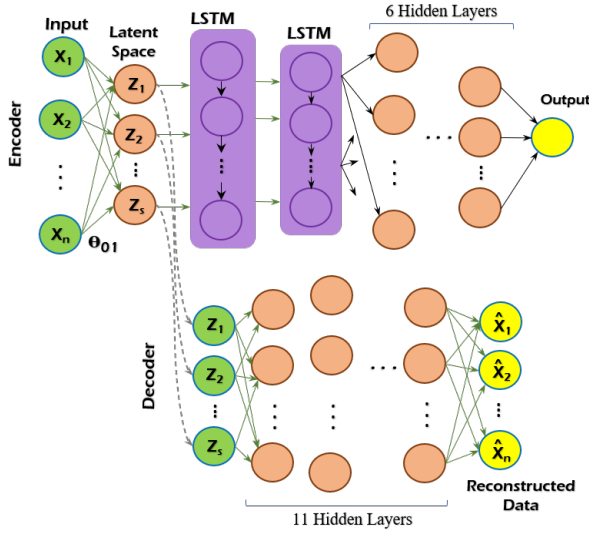 Input
Latent Space
LSTM
LSTM
6 Hidden Layers
Encoder
X1
X2
Xn
Z1
Z2
Zs
Θ01
Output
Decoder
Z1
Z2
Zs
X̂1
X̂2
X̂n
Reconstructed
Data
11 Hidden Layers